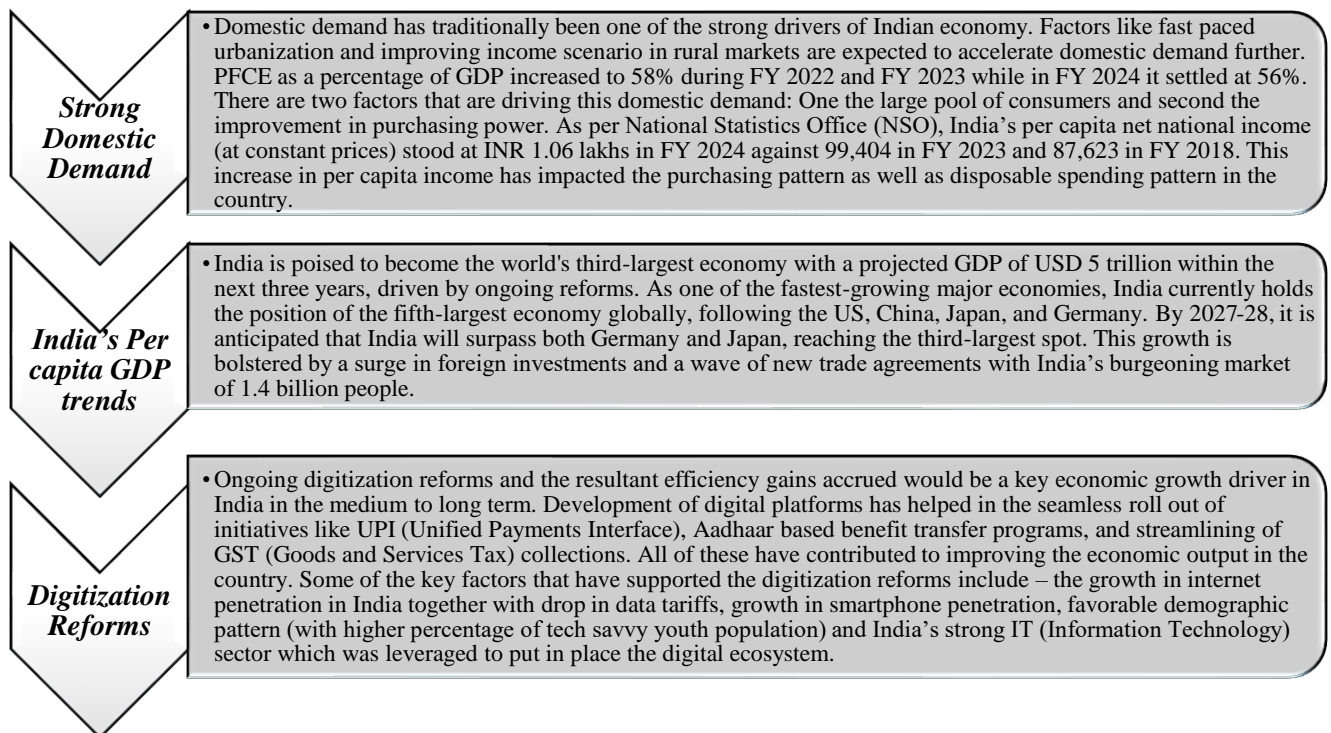 Strong
Domestic
Demand
• Domestic demand has traditionally been one of the strong drivers of Indian economy. Factors like fast paced
urbanization and improving income scenario in rural markets are expected to accelerate domestic demand further.
PFCE as a percentage of GDP increased to 58% during FY 2022 and FY 2023 while in FY 2024 it settled at 56%.
There are two factors that are driving this domestic demand: One the large pool of consumers and second the
improvement in purchasing power. As per National Statistics Office (NSO), India's per capita net national income
(at constant prices) stood at INR 1.06 lakhs in FY 2024 against 99,404 in FY 2023 and 87,623 in FY 2018. This
increase in per capita income has impacted the purchasing pattern as well as disposable spending pattern in the
country.
India's Per
capita GDP
trends
• India is poised to become the world's third-largest economy with a projected GDP of USD 5 trillion within the
next three years, driven by ongoing reforms. As one of the fastest-growing major economies, India currently holds
the position of the fifth-largest economy globally, following the US, China, Japan, and Germany. By 2027-28, it is
anticipated that India will surpass both Germany and Japan, reaching the third-largest spot. This growth is
bolstered by a surge in foreign investments and a wave of new trade agreements with India's burgeoning market
of 1.4 billion people.
Digitization
Reforms
• Ongoing digitization reforms and the resultant efficiency gains accrued would be a key economic growth driver in
India in the medium to long term. Development of digital platforms has helped in the seamless roll out of
initiatives like UPI (Unified Payments Interface), Aadhaar based benefit transfer programs, and streamlining of
GST (Goods and Services Tax) collections. All of these have contributed to improving the economic output in the
country. Some of the key factors that have supported the digitization reforms include – the growth in internet
penetration in India together with drop in data tariffs, growth in smartphone penetration, favorable demographic
pattern (with higher percentage of tech savvy youth population) and India's strong IT (Information Technology)
sector which was leveraged to put in place the digital ecosystem.